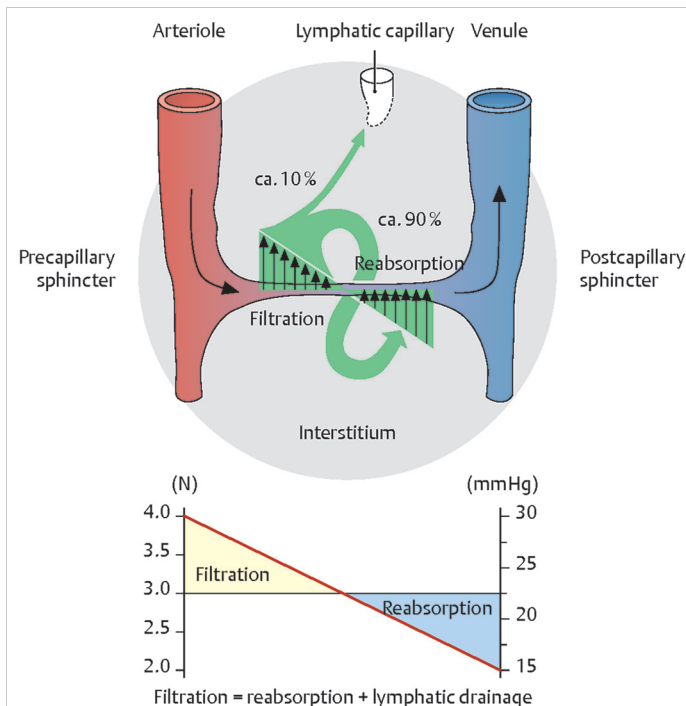 Arteriole
Lymphatic capillary
Venule
ca. 10 %
ca. 90 %
Precapillary
sphincter
Reabsorption
Postcapillary
sphincter
Filtration
Interstitium
(N)
(mmHg)
4.0
30
3.5
25
Filtration
3.0
Reabsorption
20
2.5
2.0
15
Filtration = reabsorption + lymphatic drainage